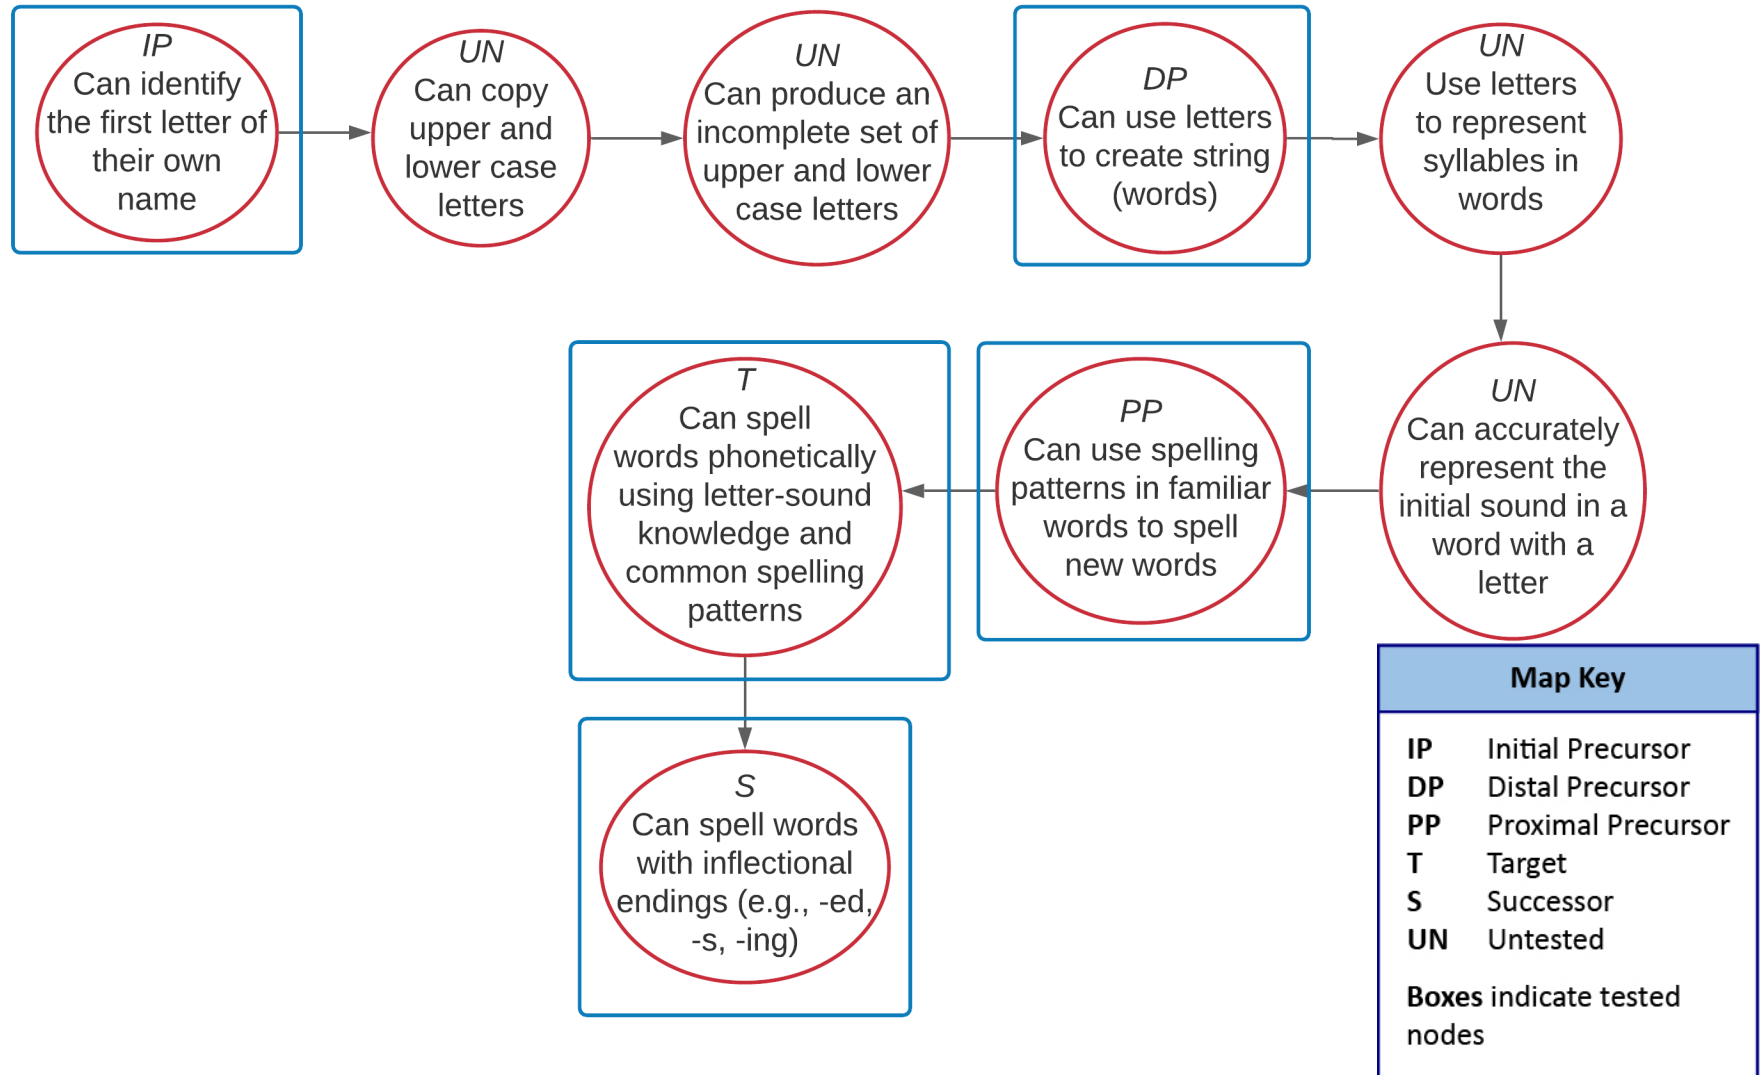 IP
Can identify
the first letter of
their own
name
UN
Can copy
upper and
lower case
letters
UN
Can produce an
incomplete set of
upper and lower
case letters
DP
Can use letters
to create string
(words)
UN
Use letters
to represent
syllables in
words
UN
Can accurately
represent the
initial sound in a
word with a
letter
PP
Can use spelling
patterns in familiar
words to spell
new words
T
Can spell
words phonetically
using letter-sound
knowledge and
common spelling
patterns
S
Can spell words
with inflectional
endings (e.g., -ed,
-s, -ing)
Map Key
IP Initial Precursor
DP Distal Precursor
PP Proximal Precursor
T Target
S Successor
UN Untested
Boxes indicate tested
nodes